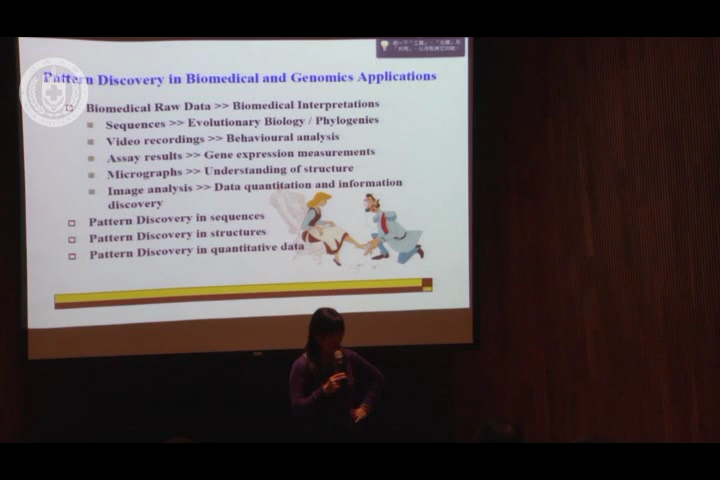 Pattern Discovery in Biomedical and Genomics Applications
Biomedical Raw Data >> Biomedical Interpretations
Sequences >> Evolutionary Biology / Phylogenies
Video recordings >> Behavioural analysis
Assay results >> Gene expression measurements
Micrographs >> Understanding of structure
Image analysis >> Data quantitation and information
discovery
Pattern Discovery in sequences
Pattern Discovery in structures
Pattern Discovery in quantitative data